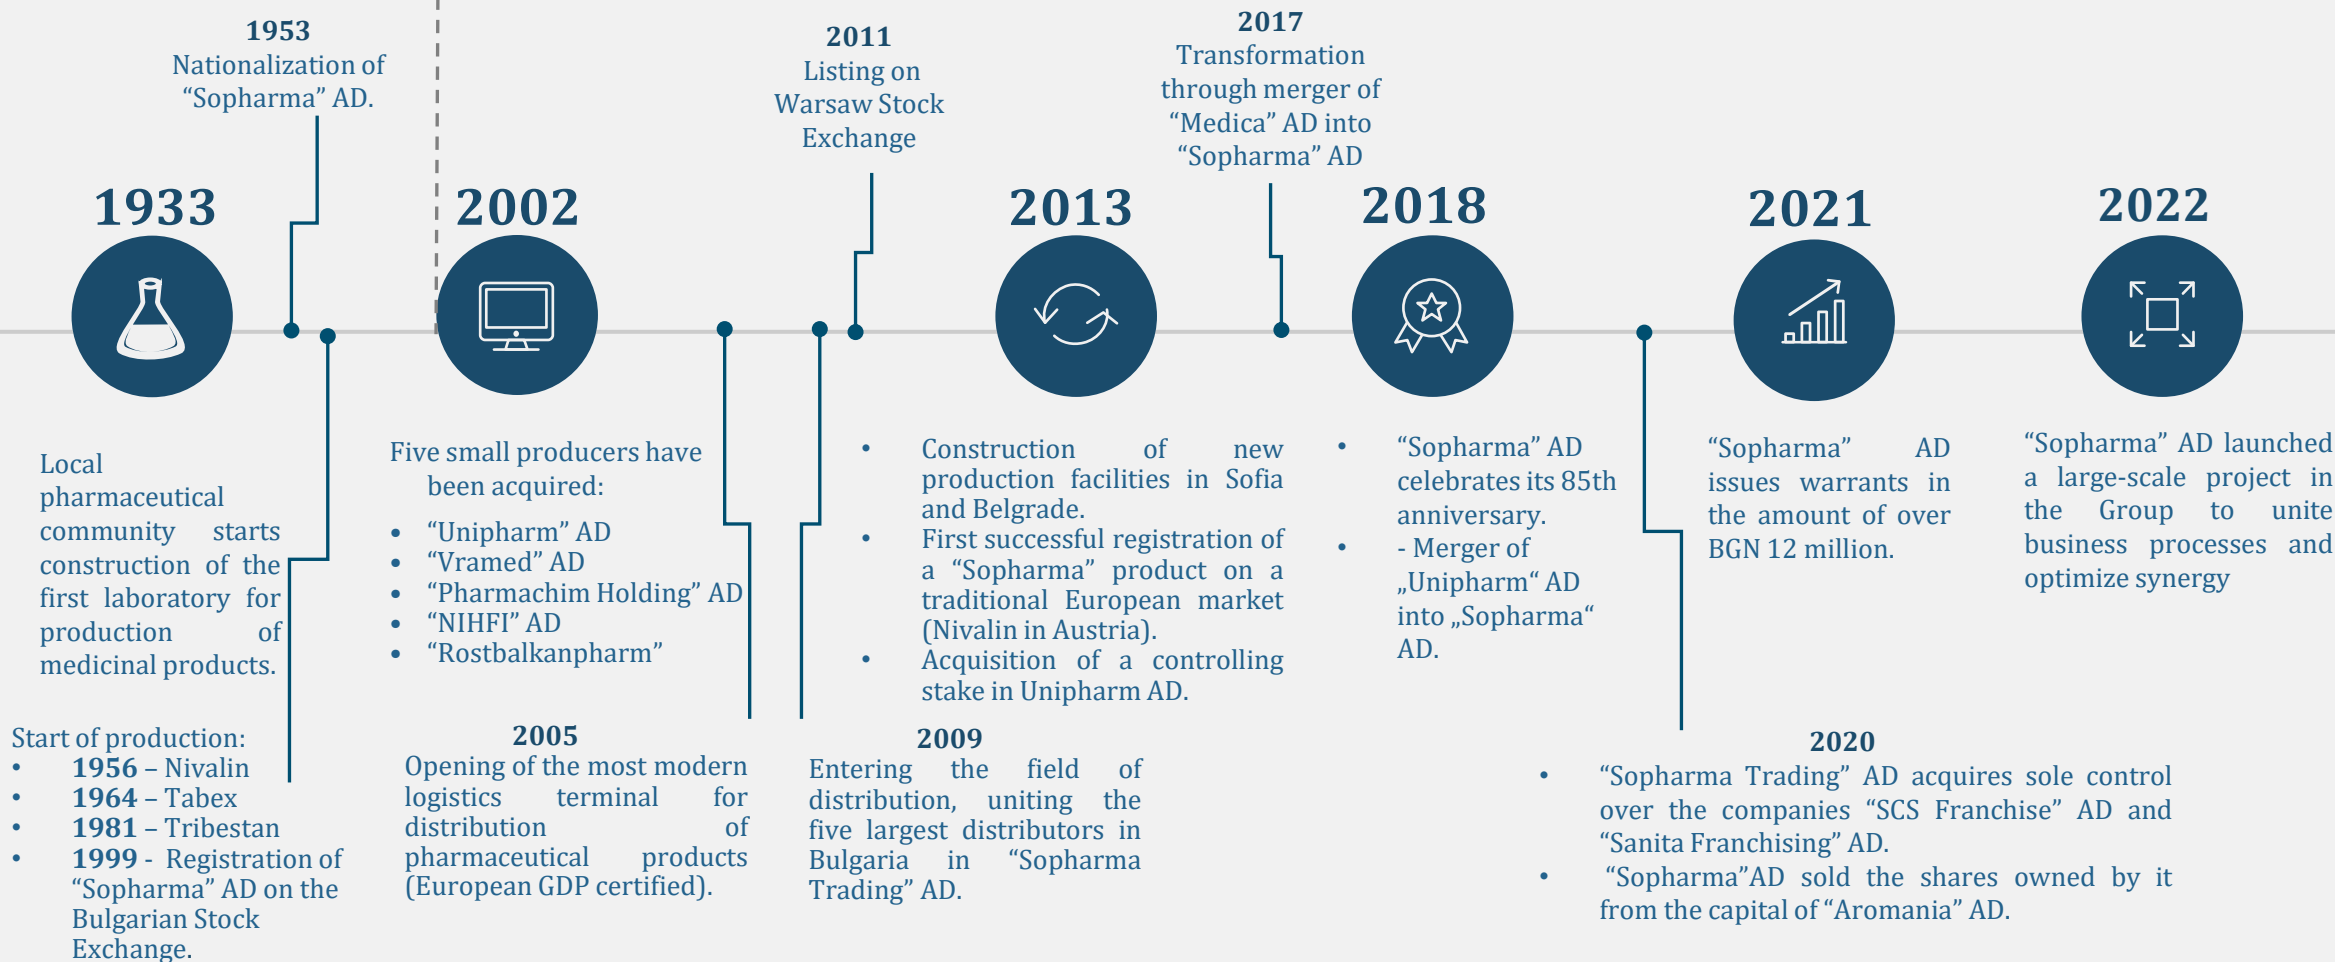 1953
Nationalization of
“Sopharma” AD.
2011
Listing on
Warsaw Stock
Exchange
2017
Transformation
through merger of
“Medica” AD into
“Sopharma” AD
1933
2002
2013
2018
2021
2022
Local
pharmaceutical
community starts
construction of the
first laboratory for
production of
medicinal products.
Five small producers have
been acquired:
• “Unipharm” AD
• “Vramed” AD
• “Pharmachim Holding” AD
• “NIHFI” AD
• “Rostbalkanpharm”
• Construction of new
production facilities in Sofia
and Belgrade.
• First successful registration of
a “Sopharma” product on a
traditional European market
(Nivalin in Austria).
• Acquisition of a controlling
stake in Unipharm AD.
• “Sopharma” AD
celebrates its 85th
anniversary.
• - Merger of
„Unipharm“ AD
into „Sopharma“
AD.
“Sopharma” AD
issues warrants in
the amount of over
BGN 12 million.
“Sopharma” AD launched
a large-scale project in
the Group to unite
business processes and
optimize synergy
Start of production:
• 1956 – Nivalin
• 1964 – Tabex
• 1981 – Tribestan
• 1999 - Registration of
“Sopharma” AD on the
Bulgarian Stock
Exchange.
2005
Opening of the most modern
logistics terminal for
distribution of
pharmaceutical products
(European GDP certified).
2009
Entering the field of
distribution, uniting the
five largest distributors in
Bulgaria in “Sopharma
Trading” AD.
2020
• “Sopharma Trading” AD acquires sole control
over the companies “SCS Franchise” AD and
“Sanita Franchising” AD.
• “Sopharma”AD sold the shares owned by it
from the capital of “Aromania” AD.